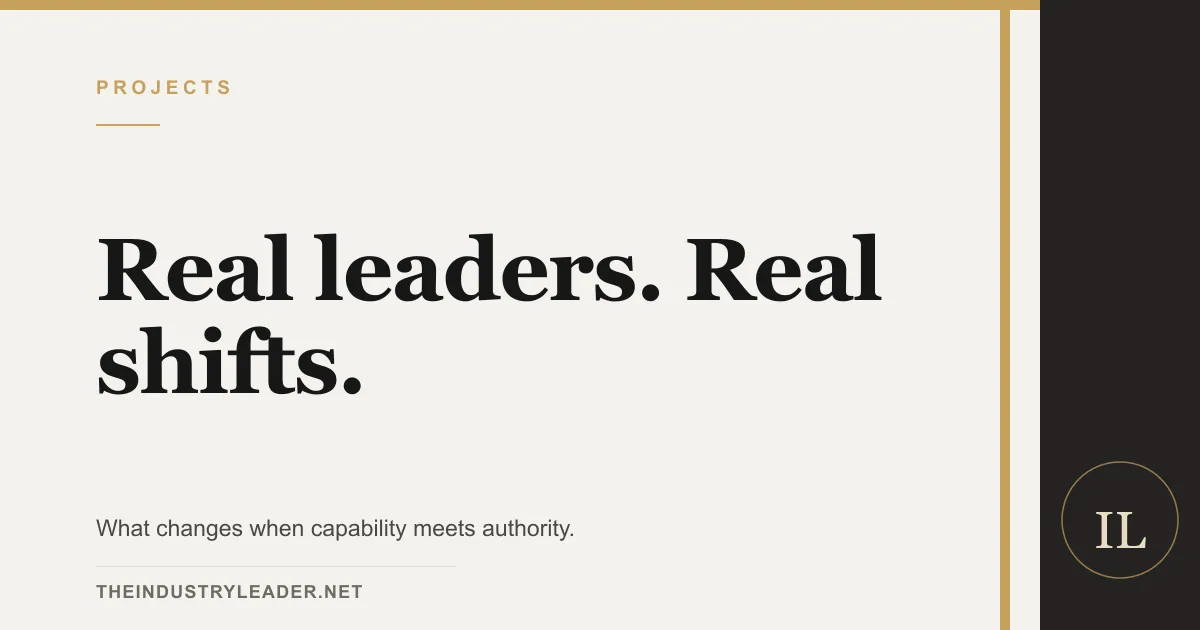 PROJECTS
Real leaders. Real
shifts.
What changes when capability meets authority.
THEINDUSTRYLEADER.NET
IL